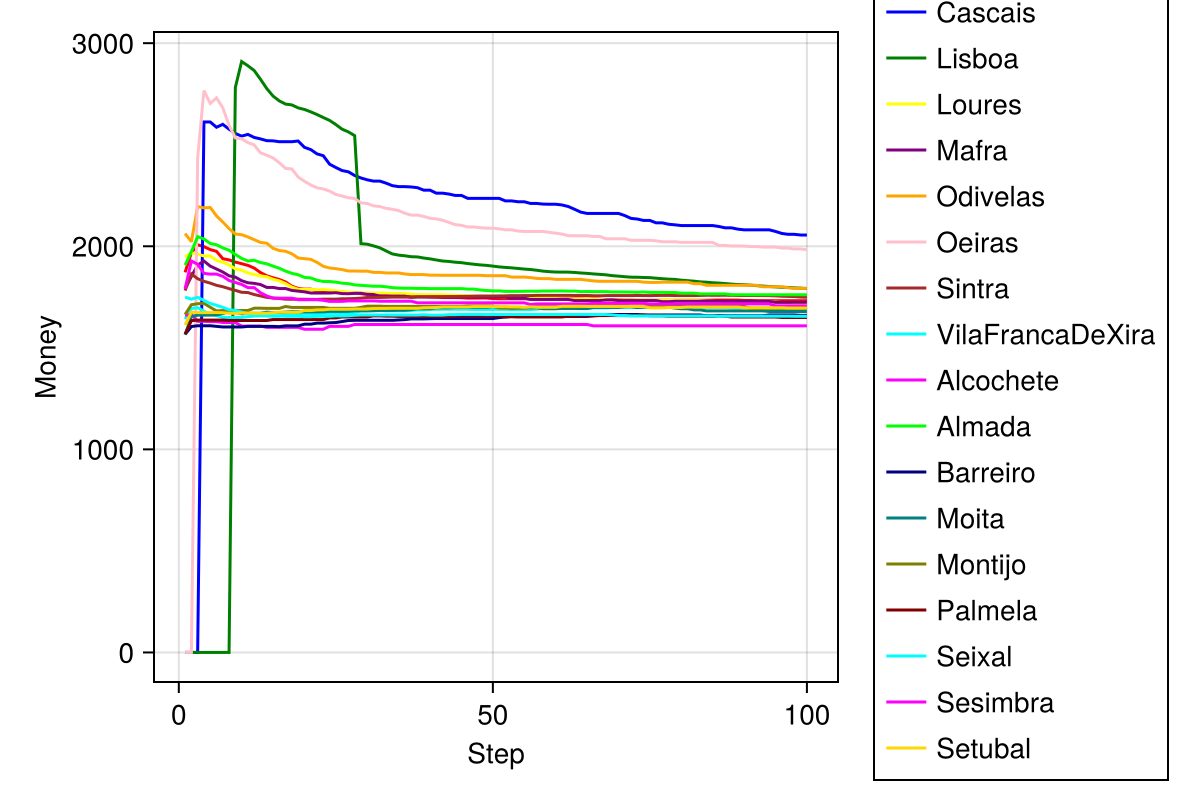 3000
2000
1000
0
Money
0
50
100
Step
Cascais
Lisboa
Loures
Mafra
Odivelas
Oeiras
Sintra
VilaFrancaDeXira
Alcochete
Almada
Barreiro
Moita
Montijo
Palmela
Seixal
Sesimbra
Setubal